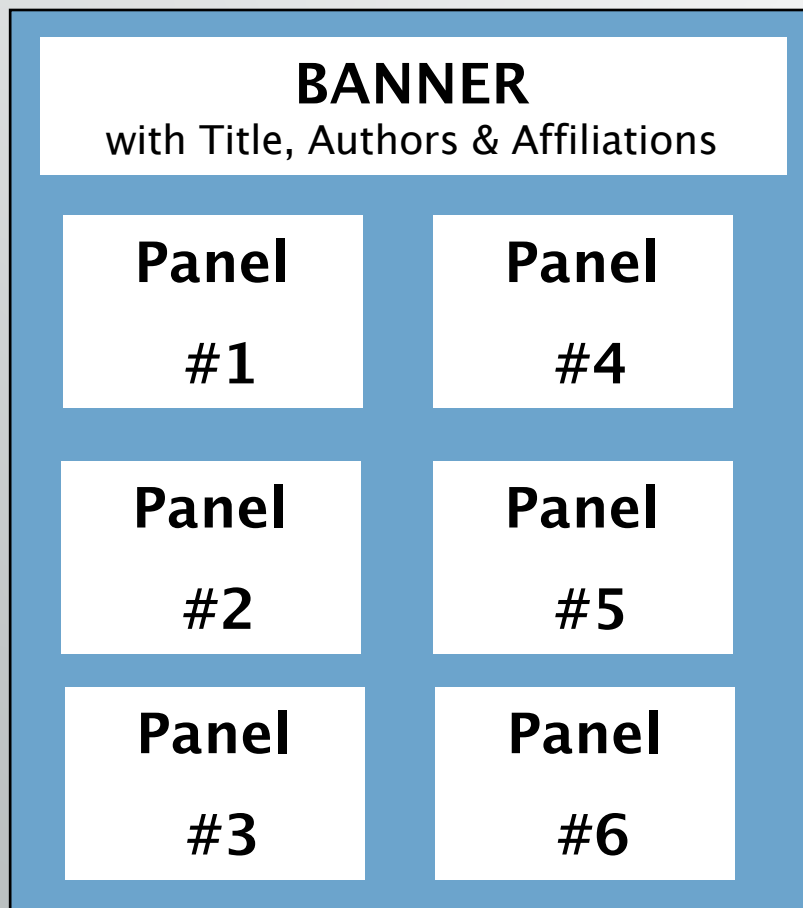 BANNER
with Title, Authors & Affiliations
Panel
#1
Panel
#2
Panel
#3
Panel
#4
Panel
#5
Panel
#6